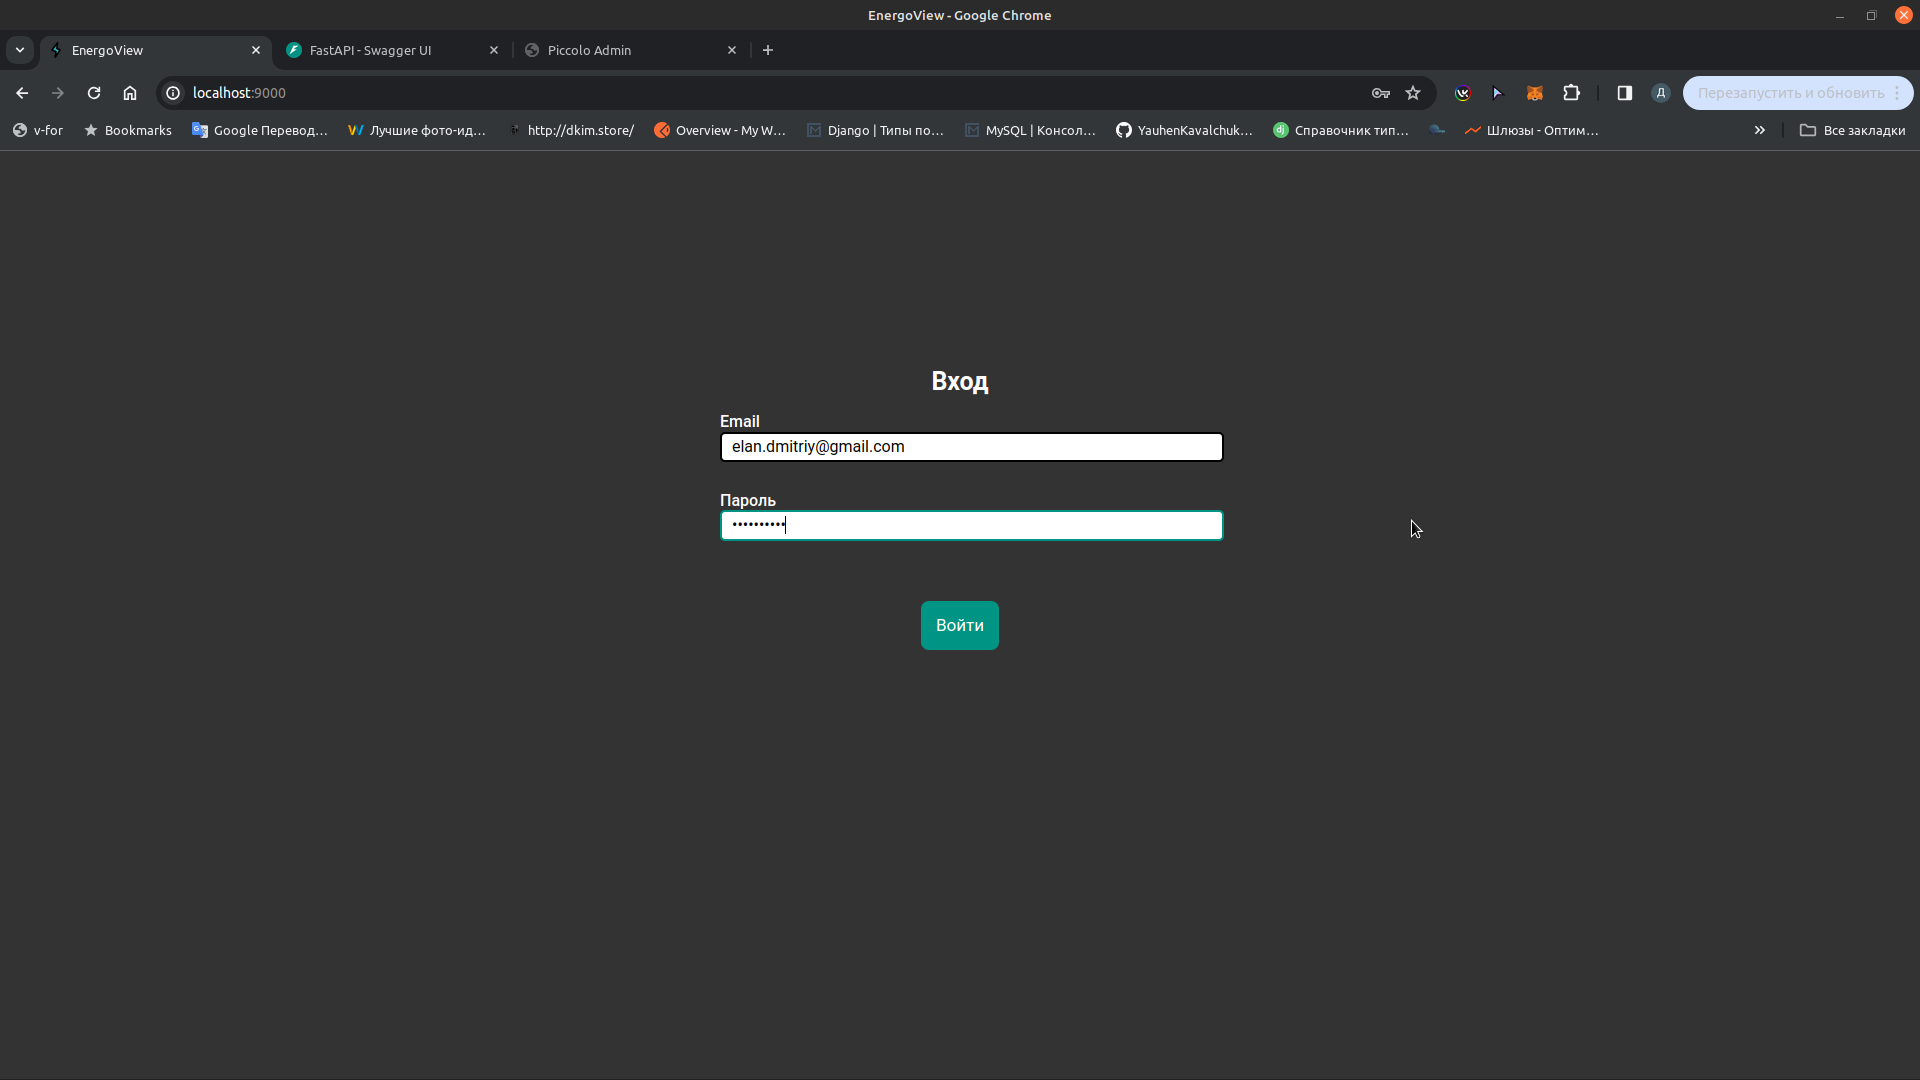 EnergoView - Google Chrome
EnergoView
FastAPI - Swagger UI
Piccolo Admin
localhost:9000
Д
Перезапустить и обновить
v-for
Bookmarks
Google Перевод...
Лучшие фото-ид...
http://dkim.store/
Overview - My W...
Django | Типы по...
MySQL | Консол...
YauhenKavalchuk...
Справочник тип...
Шлюзы - Оптим...
Все закладки
Вход
Email
elan.dmitriy@gmail.com
Пароль
••••••••••
Войти